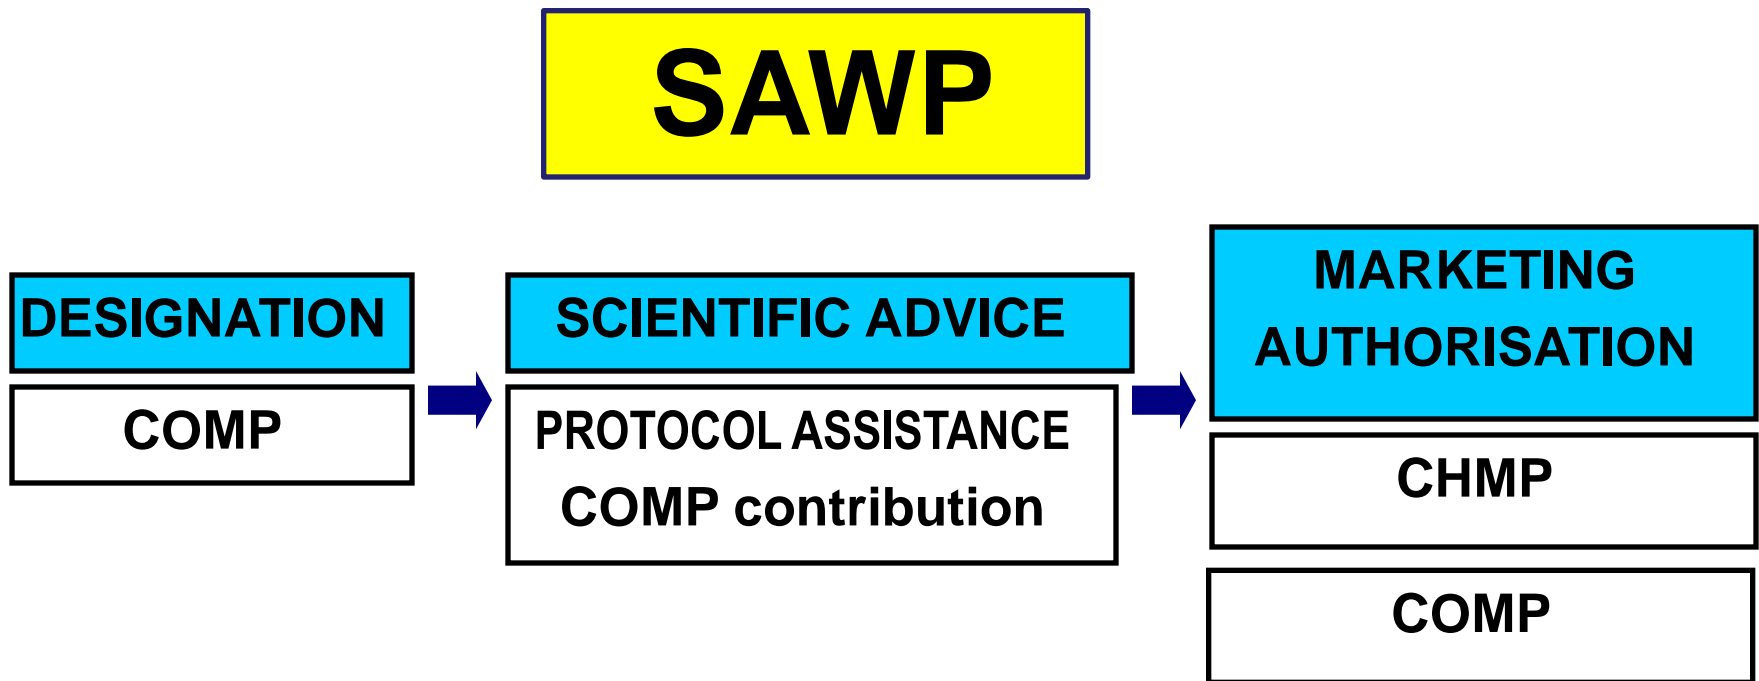 SAWP
DESIGNATION
COMP
SCIENTIFIC ADVICE
PROTOCOL ASSISTANCE
COMP contribution
MARKETING
AUTHORISATION
CHMP
COMP